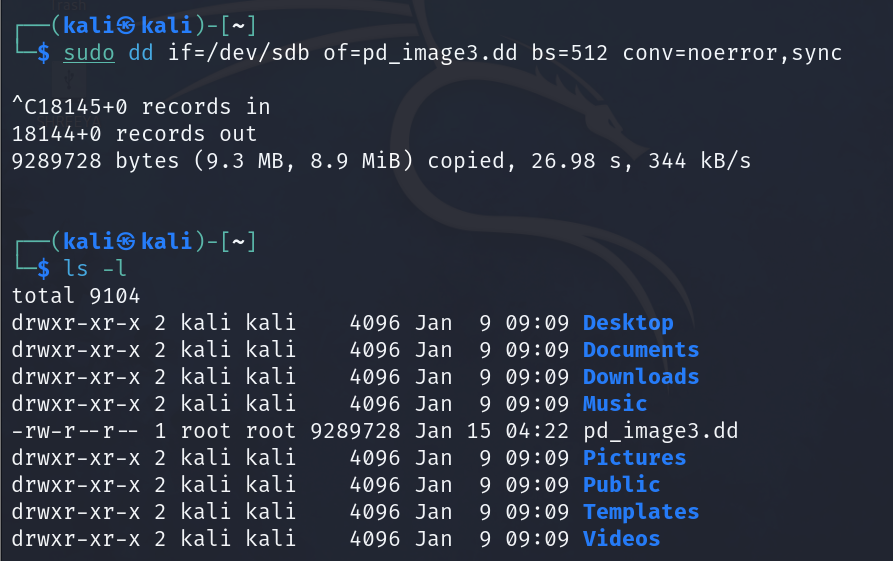 ┌──(kali㉿kali)-[~]
└─$ sudo dd if=/dev/sdb of=pd_image3.dd bs=512 conv=noerror,sync
^C18145+0 records in
18144+0 records out
9289728 bytes (9.3 MB, 8.9 MiB) copied, 26.98 s, 344 kB/s
┌──(kali㉿kali)-[~]
└─$ ls -l
total 9104
drwxr-xr-x 2 kali kali    4096 Jan  9 09:09 Desktop
drwxr-xr-x 2 kali kali    4096 Jan  9 09:09 Documents
drwxr-xr-x 2 kali kali    4096 Jan  9 09:09 Downloads
drwxr-xr-x 2 kali kali    4096 Jan  9 09:09 Music
-rw-r--r-- 1 root root 9289728 Jan 15 04:22 pd_image3.dd
drwxr-xr-x 2 kali kali    4096 Jan  9 09:09 Pictures
drwxr-xr-x 2 kali kali    4096 Jan  9 09:09 Public
drwxr-xr-x 2 kali kali    4096 Jan  9 09:09 Templates
drwxr-xr-x 2 kali kali    4096 Jan  9 09:09 Videos